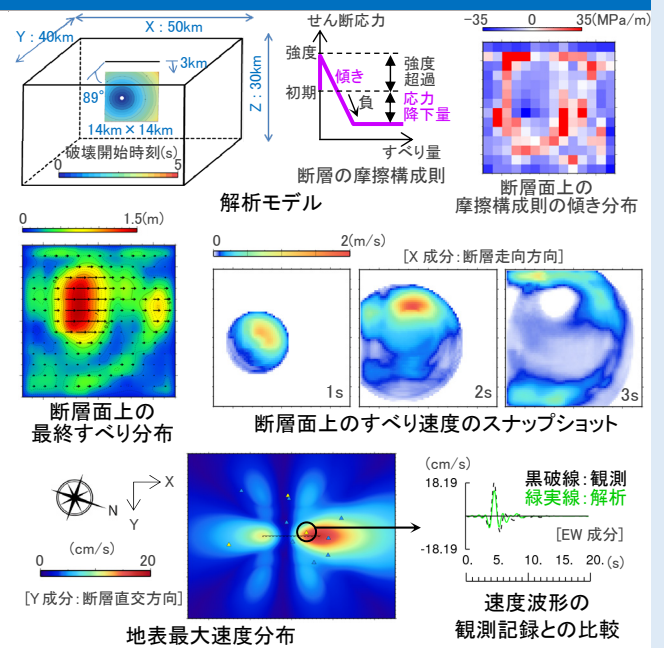 X：50km
Y：40km
Z：30km
3km
89°
14km×14km
破壊開始時刻(s)
0 5
解析モデル
せん断応力
強度
初期
傾き
負
強度
超過
応力
降下量
すべり量
断層の摩擦構成則
-35 0 35(MPa/m)
断層面上の
摩擦構成則の傾き分布
0 1.5(m)
断層面上の
最終すべり分布
0 2(m/s)
[X 成分：断層走向方向]
1s
2s
3s
断層面上のすべり速度のスナップショット
N
X
Y
(cm/s)
0 20
[Y成分：断層直交方向]
地表最大速度分布
(cm/s)
18.19
-18.19
黒破線：観測
緑実線：解析
[EW 成分]
0. 5. 10. 15. 20. (s)
速度波形の
観測記録との比較